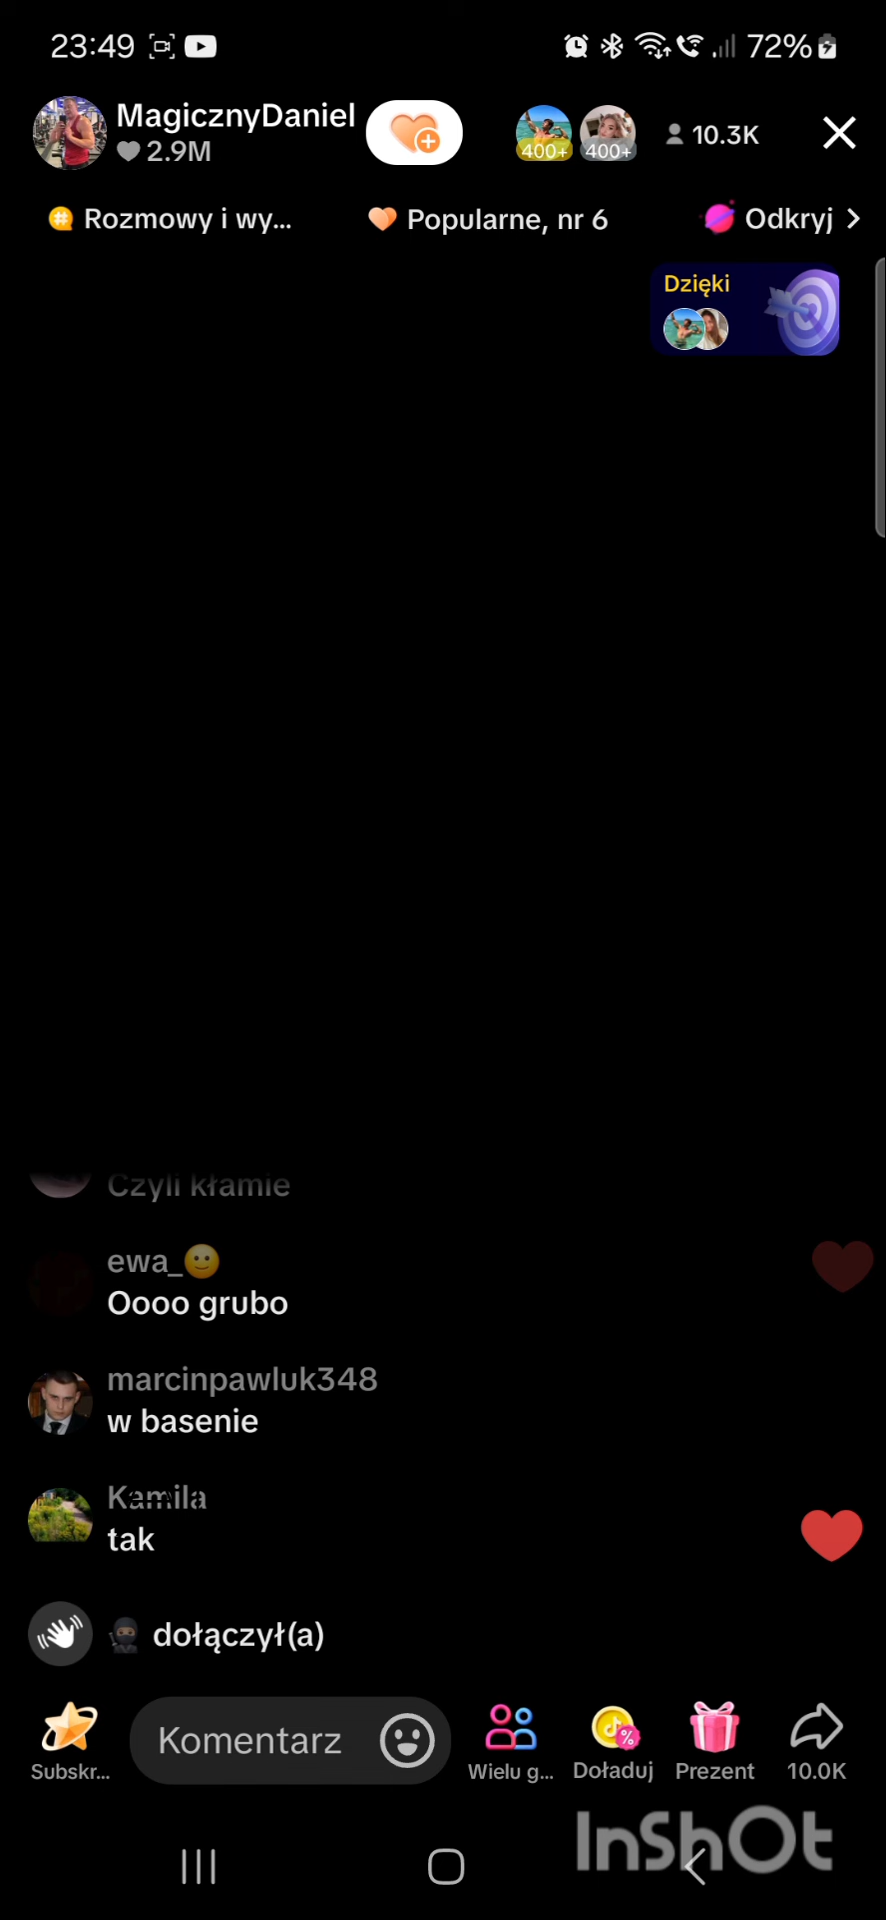 23:49
72%
MagicznyDaniel
2.9M
400+
400+
10.3K
Rozmowy i wy...
Popularne, nr 6
Odkryj
Dzięki
Czyli kłamie
ewa_🙂
Oooo grubo
marcinpawluk348
w basenie
Kamila
tak
🥷 dołączył(a)
Komentarz
Subskr...
Wielu g...
Doładuj
Prezent
10.0K
InShOt